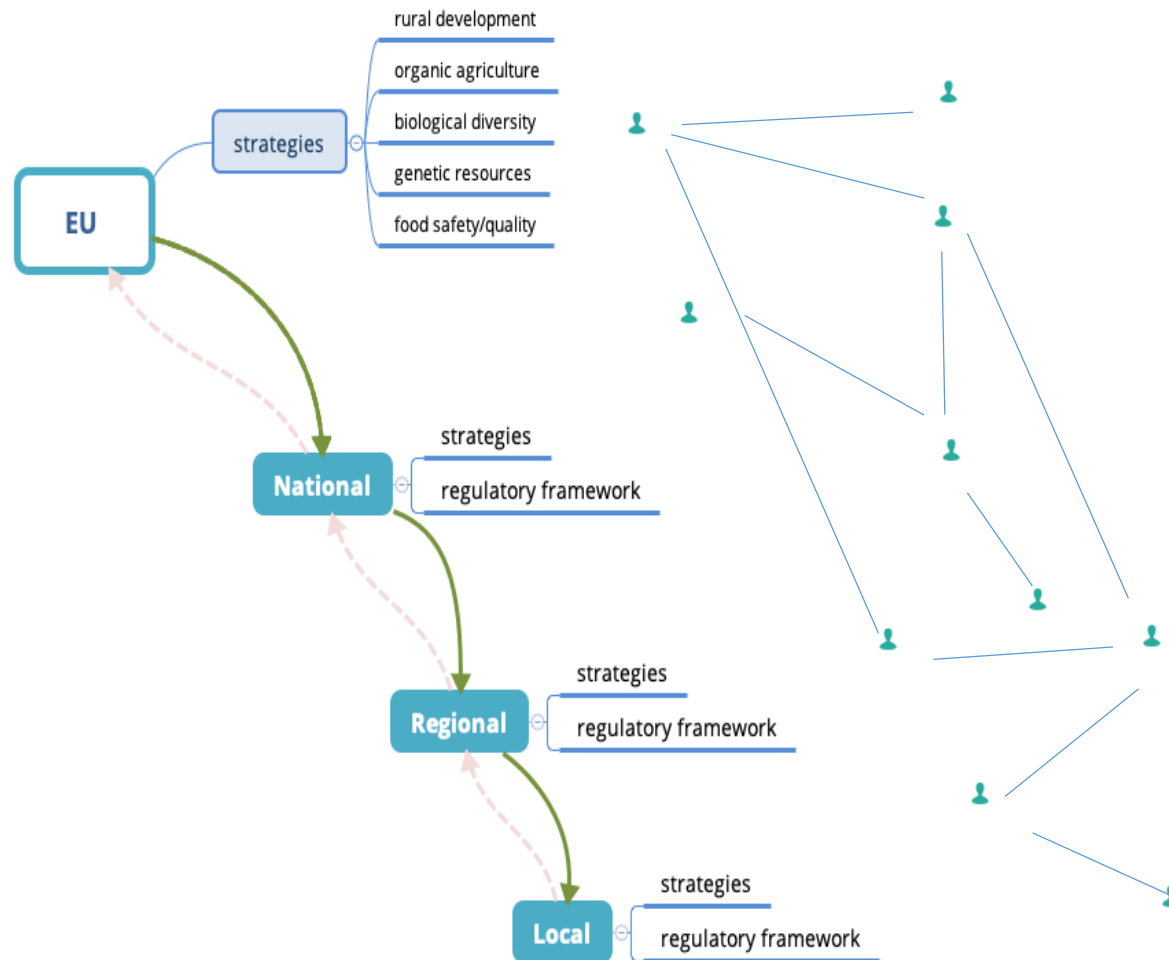 rural development
organic agriculture
biological diversity
strategies
genetic resources
food safety/quality
EU
strategies
National
regulatory framework
strategies
Regional
regulatory framework
strategies
Local
regulatory framework